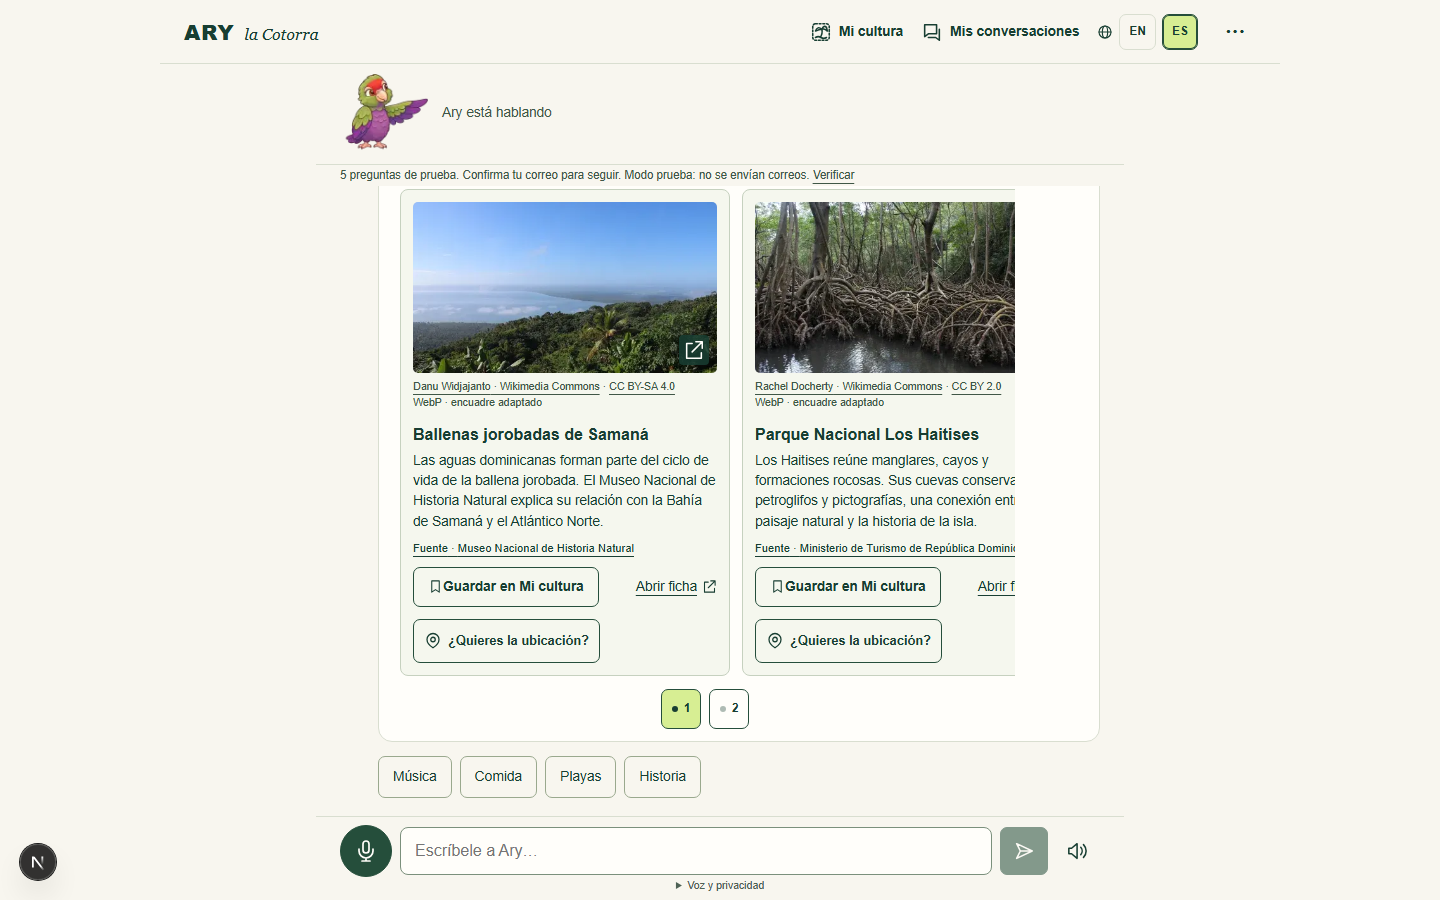 ARY la Cotorra
Mi cultura
Mis conversaciones
EN
ES
Ary está hablando
5 preguntas de prueba. Confirma tu correo para seguir. Modo prueba: no se envían correos. Verificar
Danu Widjajanto · Wikimedia Commons · CC BY-SA 4.0
WebP · encuadre adaptado
Ballenas jorobadas de Samaná
Las aguas dominicanas forman parte del ciclo de
vida de la ballena jorobada. El Museo Nacional de
Historia Natural explica su relación con la Bahía
de Samaná y el Atlántico Norte.
Fuente · Museo Nacional de Historia Natural
Guardar en Mi cultura
Abrir ficha
¿Quieres la ubicación?
Rachel Docherty · Wikimedia Commons · CC BY 2.0
WebP · encuadre adaptado
Parque Nacional Los Haitises
Los Haitises reúne manglares, cayos y
formaciones rocosas. Sus cuevas conserva
petroglifos y pictografías, una conexión ent
paisaje natural y la historia de la isla.
Fuente · Ministerio de Turismo de República Dominic
Guardar en Mi cultura
Abrir f
¿Quieres la ubicación?
1
2
Música
Comida
Playas
Historia
Escríbele a Ary…
Voz y privacidad
N